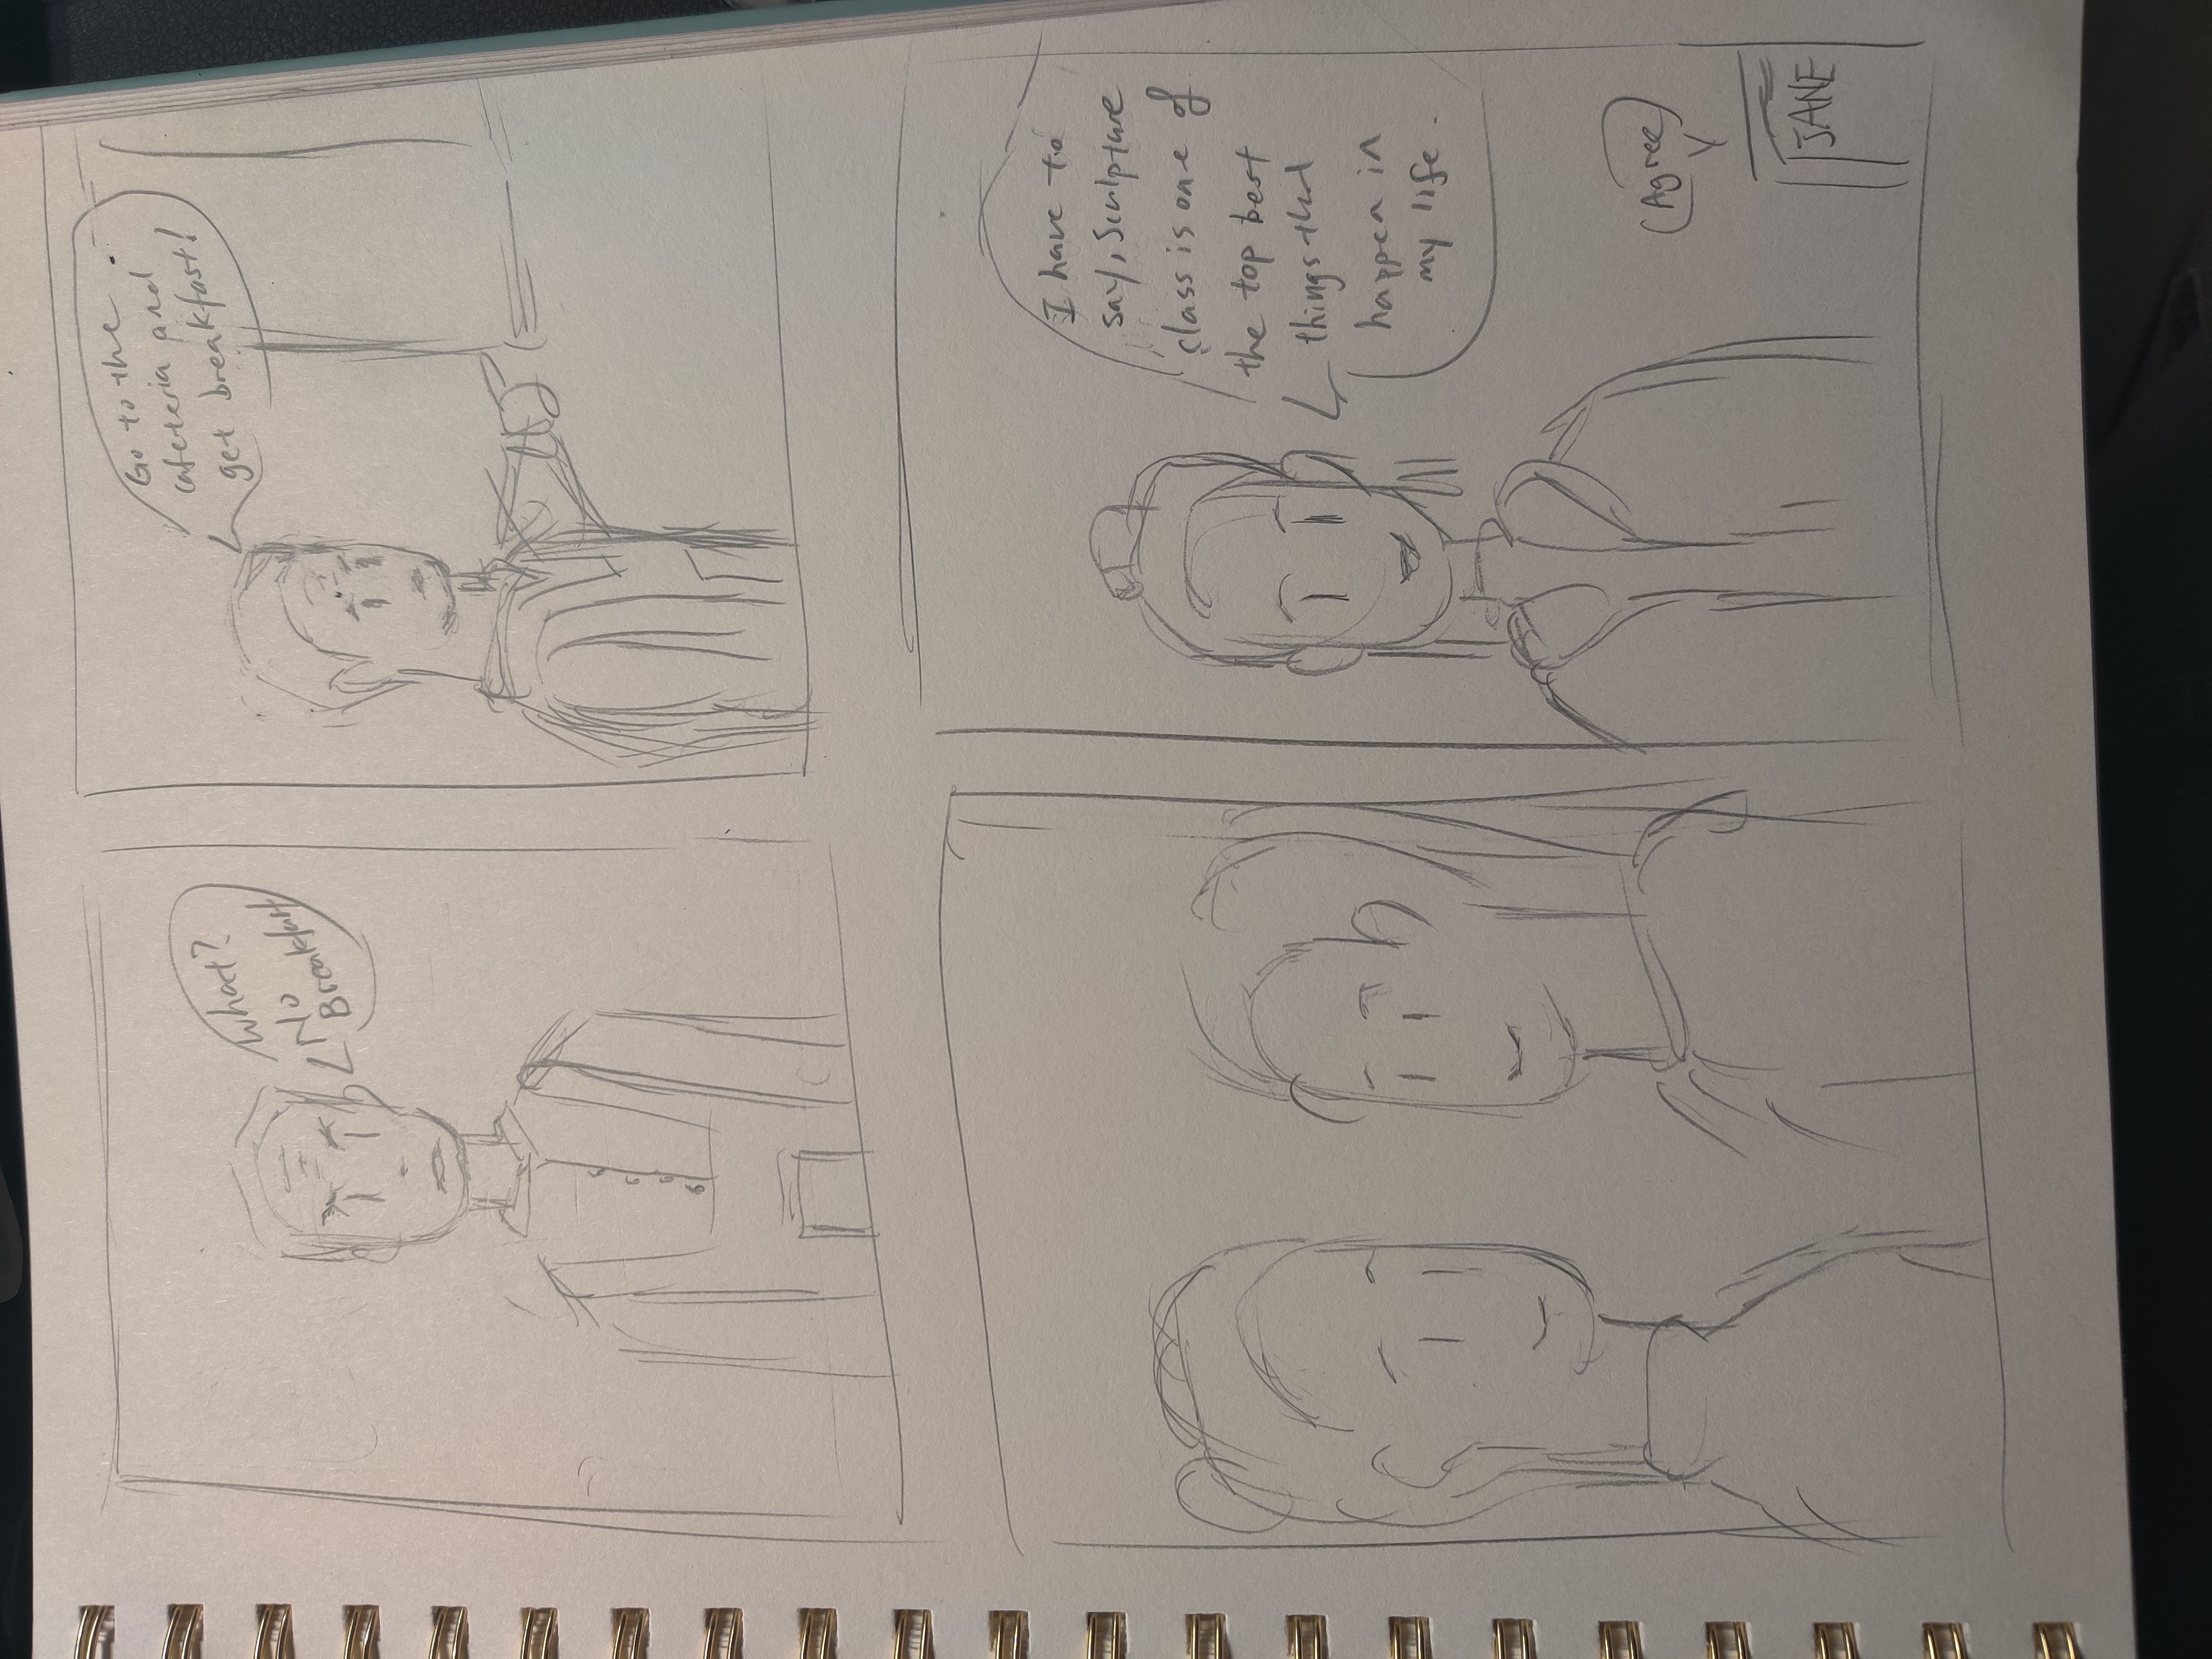 What?
No
Breakfast
Go to the
cafeteria and
get breakfast!
I have to
say, Sculpture
class is one of
the top best
things that
happen in
my life.
Agree
JANE